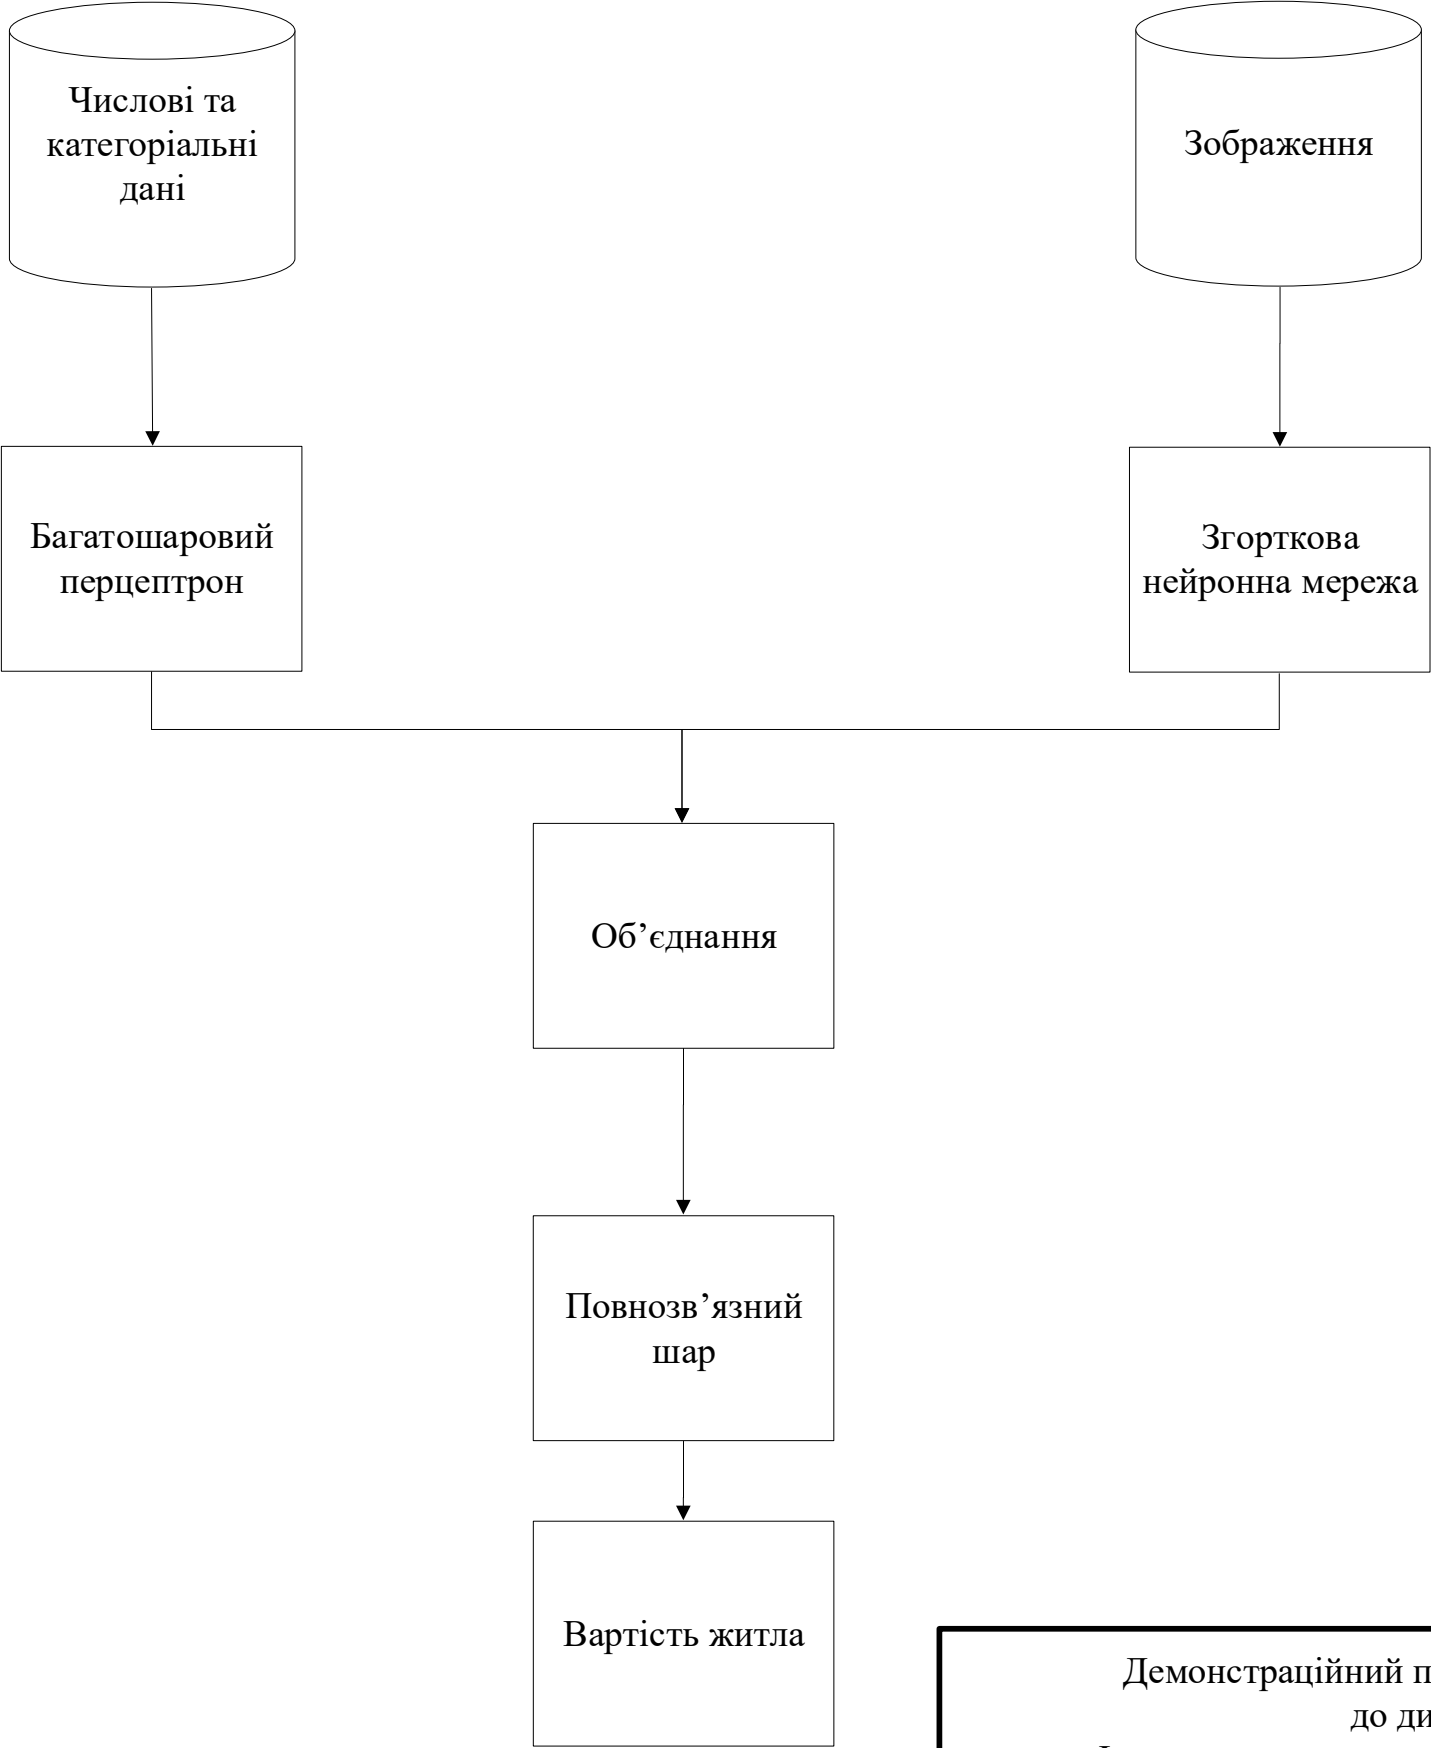 Числові та
категоріальні
дані
Зображення
Багатошаровий
перцептрон
Згорткова
нейронна мережа
Об’єднання
Повнозв’язний
шар
Вартість житла
Демонстраційний
до